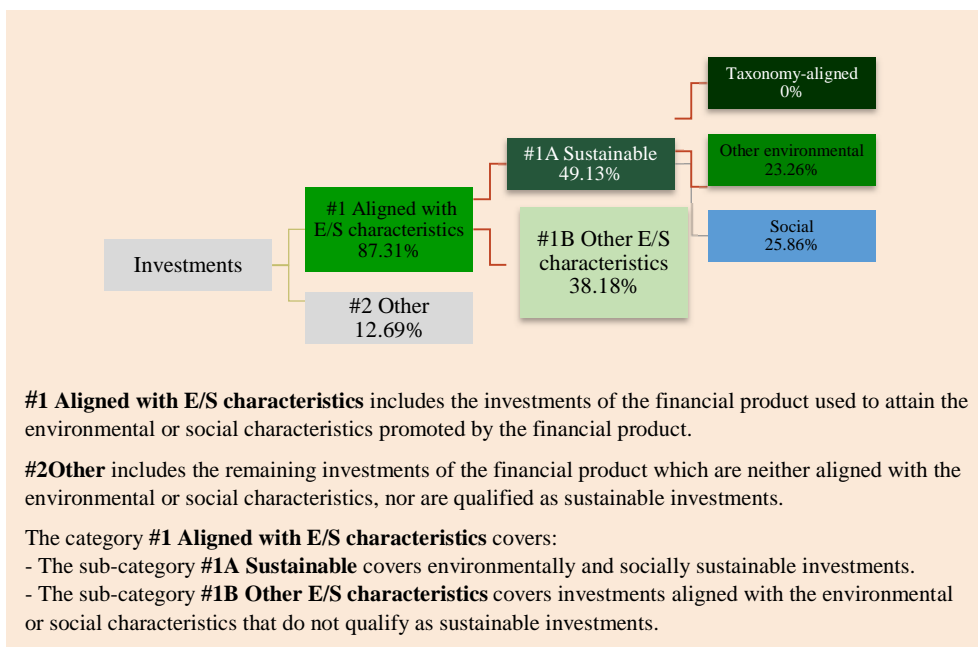 Taxonomy-aligned
0%
#1A Sustainable
49.13%
Other environmental
23.26%
#1 Aligned with
E/S characteristics
87.31%
#1B Other E/S
characteristics
38.18%
Social
25.86%
Investments
#2 Other
12.69%
#1 Aligned with E/S characteristics includes the investments of the financial product used to attain the
environmental or social characteristics promoted by the financial product.
#2Other includes the remaining investments of the financial product which are neither aligned with the
environmental or social characteristics, nor are qualified as sustainable investments.
The category #1 Aligned with E/S characteristics covers:
- The sub-category #1A Sustainable covers environmentally and socially sustainable investments.
- The sub-category #1B Other E/S characteristics covers investments aligned with the environmental
or social characteristics that do not qualify as sustainable investments.